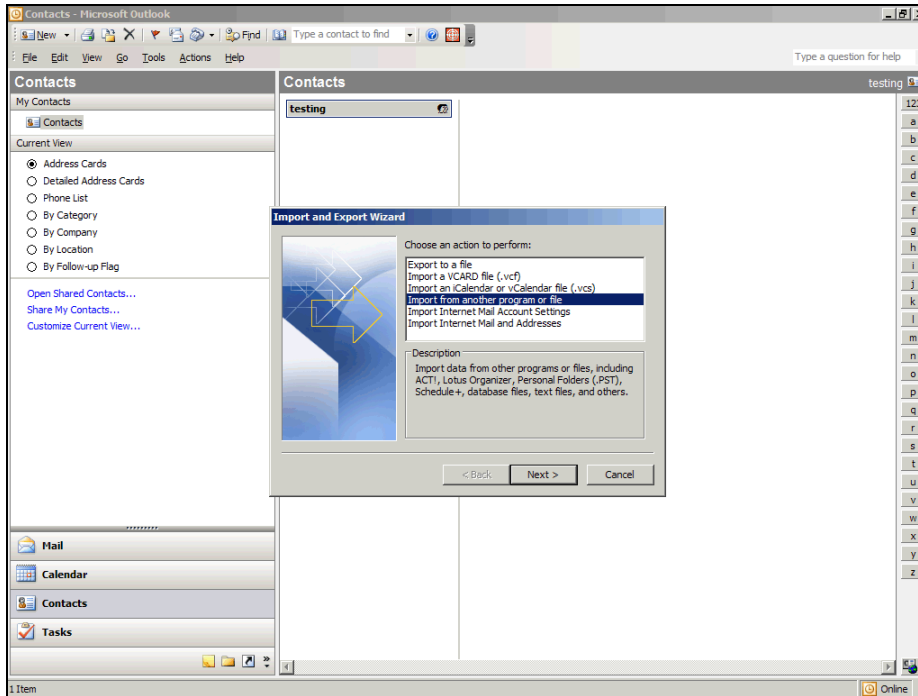 Contacts - Microsoft Outlook
New Find Type a contact to find
File Edit View Go Tools Actions Help Type a question for help
Contacts
My Contacts
Contacts
Current View
Address Cards
Detailed Address Cards
Phone List
By Category
By Company
By Location
By Follow-up Flag
Open Shared Contacts...
Share My Contacts...
Customize Current View...
Mail
Calendar
Contacts
Tasks
1 Item
Contacts testing
testing
Import and Export Wizard
Choose an action to perform:
Export to a file
Import a VCARD file (.vcf)
Import an iCalendar or vCalendar file (.vcs)
Import from another program or file
Import Internet Mail Account Settings
Import Internet Mail and Addresses
Description
Import data from other programs or files, including
ACT!, Lotus Organizer, Personal Folders (.PST),
Schedule+, database files, text files, and others.
< Back Next > Cancel
a
b
c
d
e
f
g
h
i
j
k
l
m
n
o
p
q
r
s
t
u
v
w
x
y
z
Online